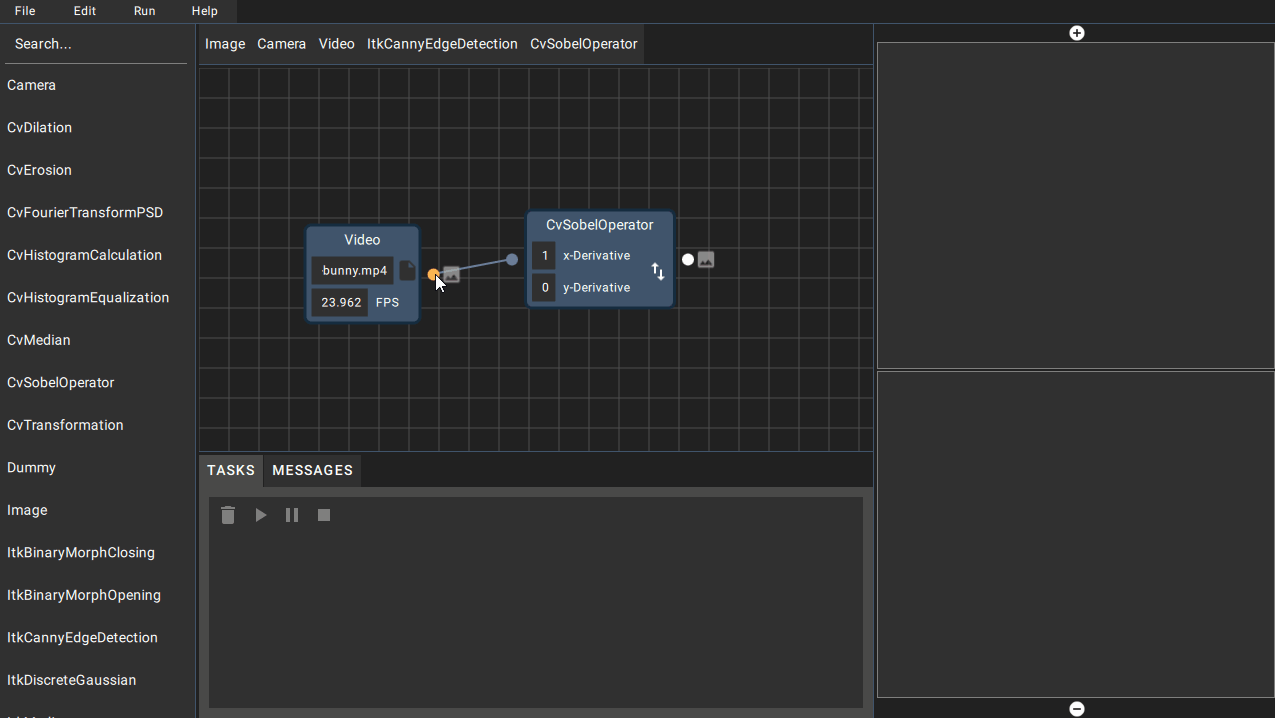 File Edit Run Help
Search...
Camera
CvDilation
CvErosion
CvFourierTransformPSD
CvHistogramCalculation
CvHistogramEqualization
CvMedian
CvSobelOperator
CvTransformation
Dummy
Image
ItkBinaryMorphClosing
ItkBinaryMorphOpening
ItkCannyEdgeDetection
ItkDiscreteGaussian
Image Camera Video ItkCannyEdgeDetection CvSobelOperator
Video
bunny.mp4
23.962 FPS
CvSobelOperator
1 x-Derivative
0 y-Derivative
TASKS MESSAGES